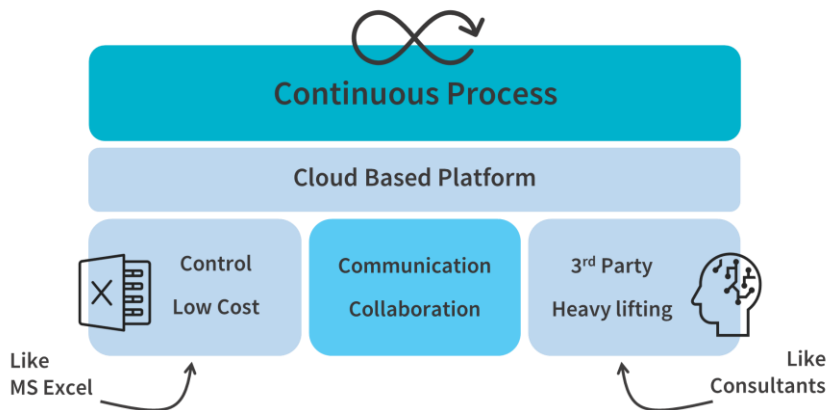 Continuous Process
Cloud Based Platform
Control
Low Cost
Communication
Collaboration
3rd Party
Heavy lifting
X
Like
MS Excel
Like
Consultants